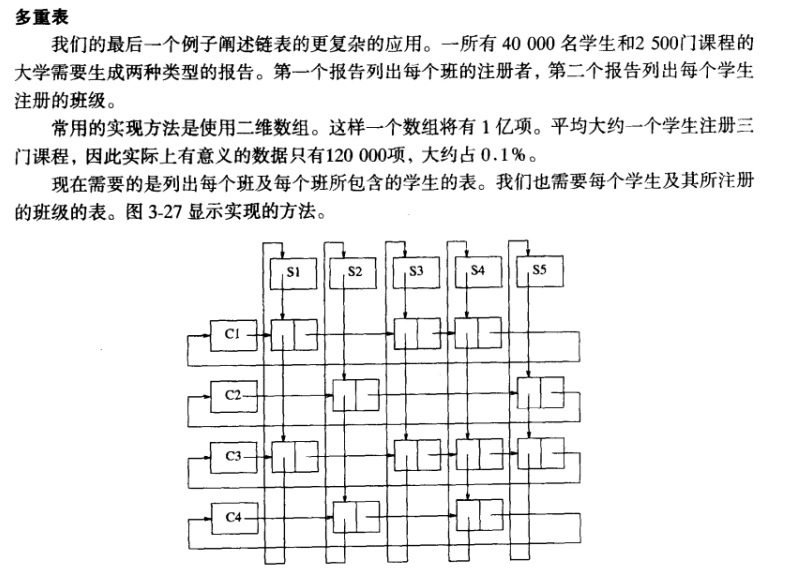 多重表
我们的最后一个例子阐述链表的更复杂的应用。一所有 40 000 名学生和2 500门课程的
大学需要生成两种类型的报告。第一个报告列出每个班的注册者，第二个报告列出每个学生
注册的班级。
常用的实现方法是使用二维数组。这样一个数组将有 1 亿项。平均大约一个学生注册三
门课程，因此实际上有意义的数据只有120 000项，大约占 0.1%。
现在需要的是列出每个班及每个班所包含的学生的表。我们也需要每个学生及其所注册
的班级的表。图 3-27 显示实现的方法。
S1 S2 S3 S4 S5
C1
C2
C3
C4